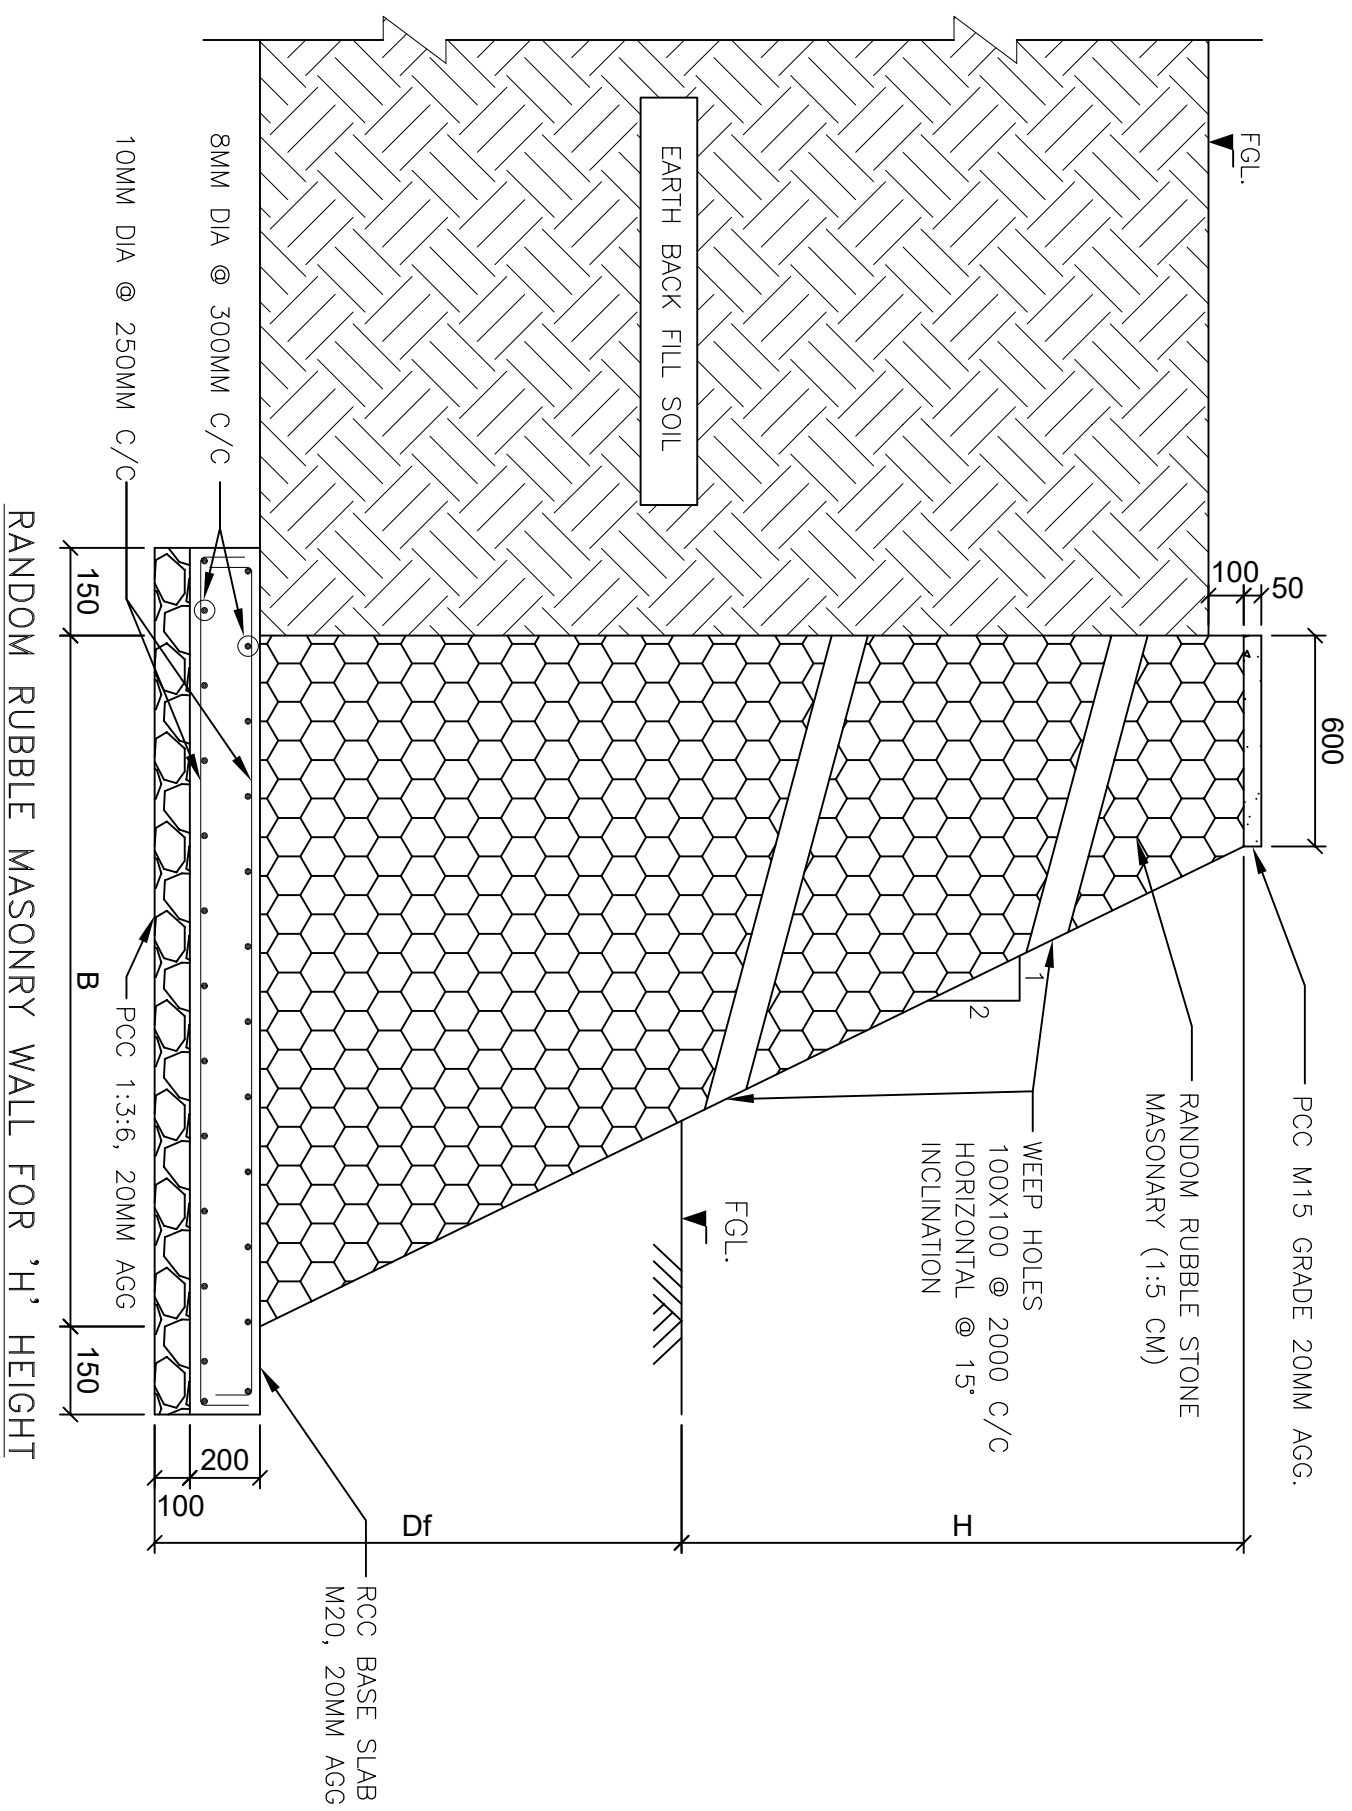 FGL.
EARTH BACK FILL SOIL
8MM DIA @ 300MM C/C
10MM DIA @ 250MM C/C
100
50
600
PCC M15 GRADE 20MM AGG.
RANDOM RUBBLE STONE
MASONARY (1:5 CM)
1
2
WEEP HOLES
100X100 @ 2000 C/C
HORIZONTAL @ 15°
INCLINATION
FGL.
H
Df
200
100
RCC BASE SLAB
M20, 20MM AGG
PCC 1:3:6, 20MM AGG
150
B
150
RANDOM RUBBLE MASONRY WALL FOR 'H' HEIGHT